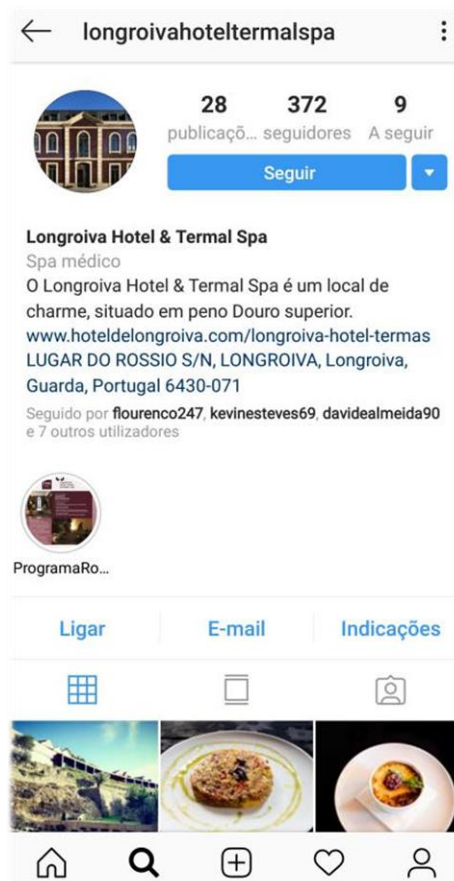 longroivahoteltermalspa
28 372 9
publicaçõ... seguidores A seguir
Seguir
Longroiva Hotel & Termal Spa
Spa médico
O Longroiva Hotel & Termal Spa é um local de
charme, situado em peno Douro superior.
www.hoteldelongroiva.com/longroiva-hotel-termas
LUGAR DO ROSSIO S/N, LONGROIVA, Longroiva,
Guarda, Portugal 6430-071
Seguido por flourenco247, kevinesteves69, davidealmeida90
e 7 outros utilizadores
ProgramaRo...
Ligar E-mail Indicações